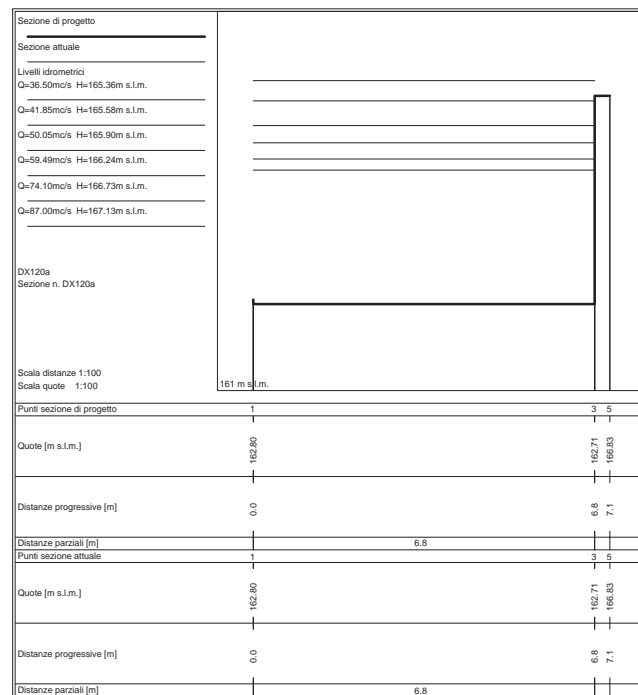 Sezione di progetto
Sezione attuale
Livelli idrometrici
Q=36.50mc/s H=165.36m s.l.m.
Q=41.85mc/s H=165.58m s.l.m.
Q=50.05mc/s H=165.90m s.l.m.
Q=59.49mc/s H=166.24m s.l.m.
Q=74.10mc/s H=166.73m s.l.m.
Q=87.00mc/s H=167.13m s.l.m.
DX120a
Sezione n. DX120a
Scala distanze 1:100
Scala quote 1:100
161 m s.l.m.
Punti sezione di progetto 1 3 5
Quote [m s.l.m.] 162.80 162.71 166.83
Distanze progressive [m] 0.0 6.8 7.1
Distanze parziali [m] 6.8
Punti sezione attuale 1 3 5
Quote [m s.l.m.] 162.80 162.71 166.83
Distanze progressive [m] 0.0 6.8 7.1
Distanze parziali [m] 6.8